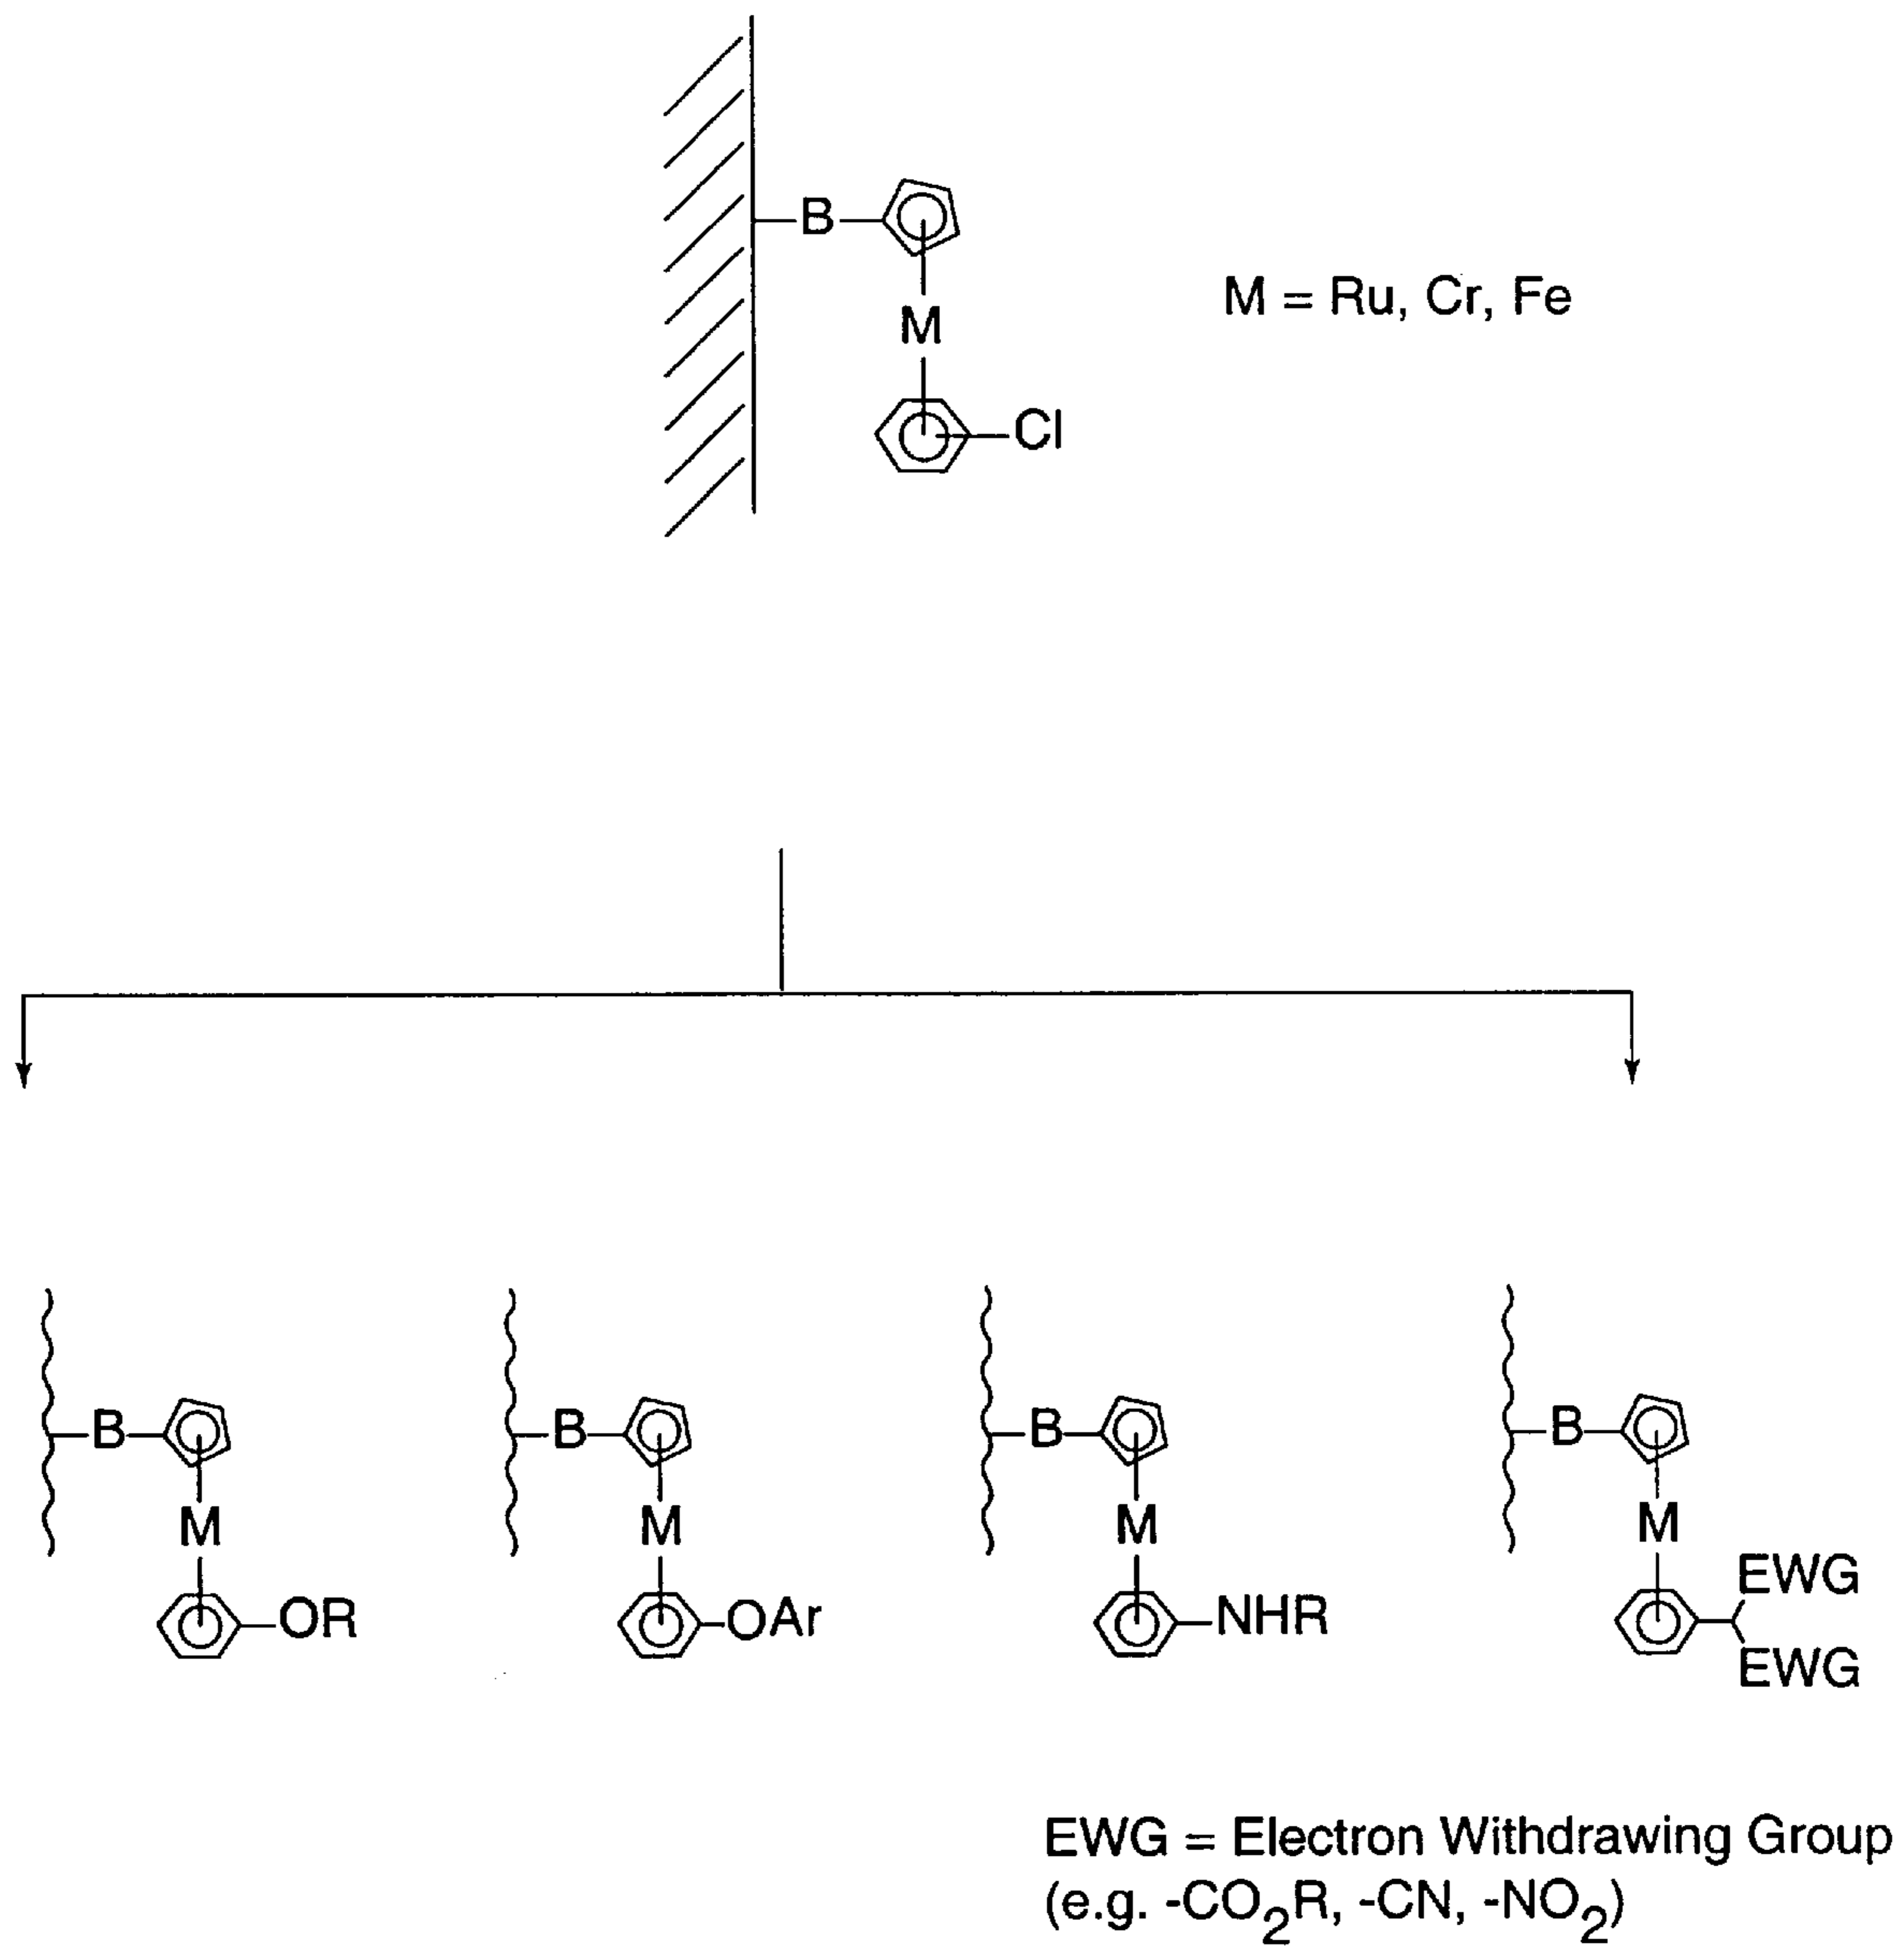 B
M = Ru, Cr, Fe
M
Cl
B B B B
M M M M
EWG
OR OAr NHR
EWG
EWG = Electron Withdrawing Group
(e.g. -CO2R, -CN, -NO2)